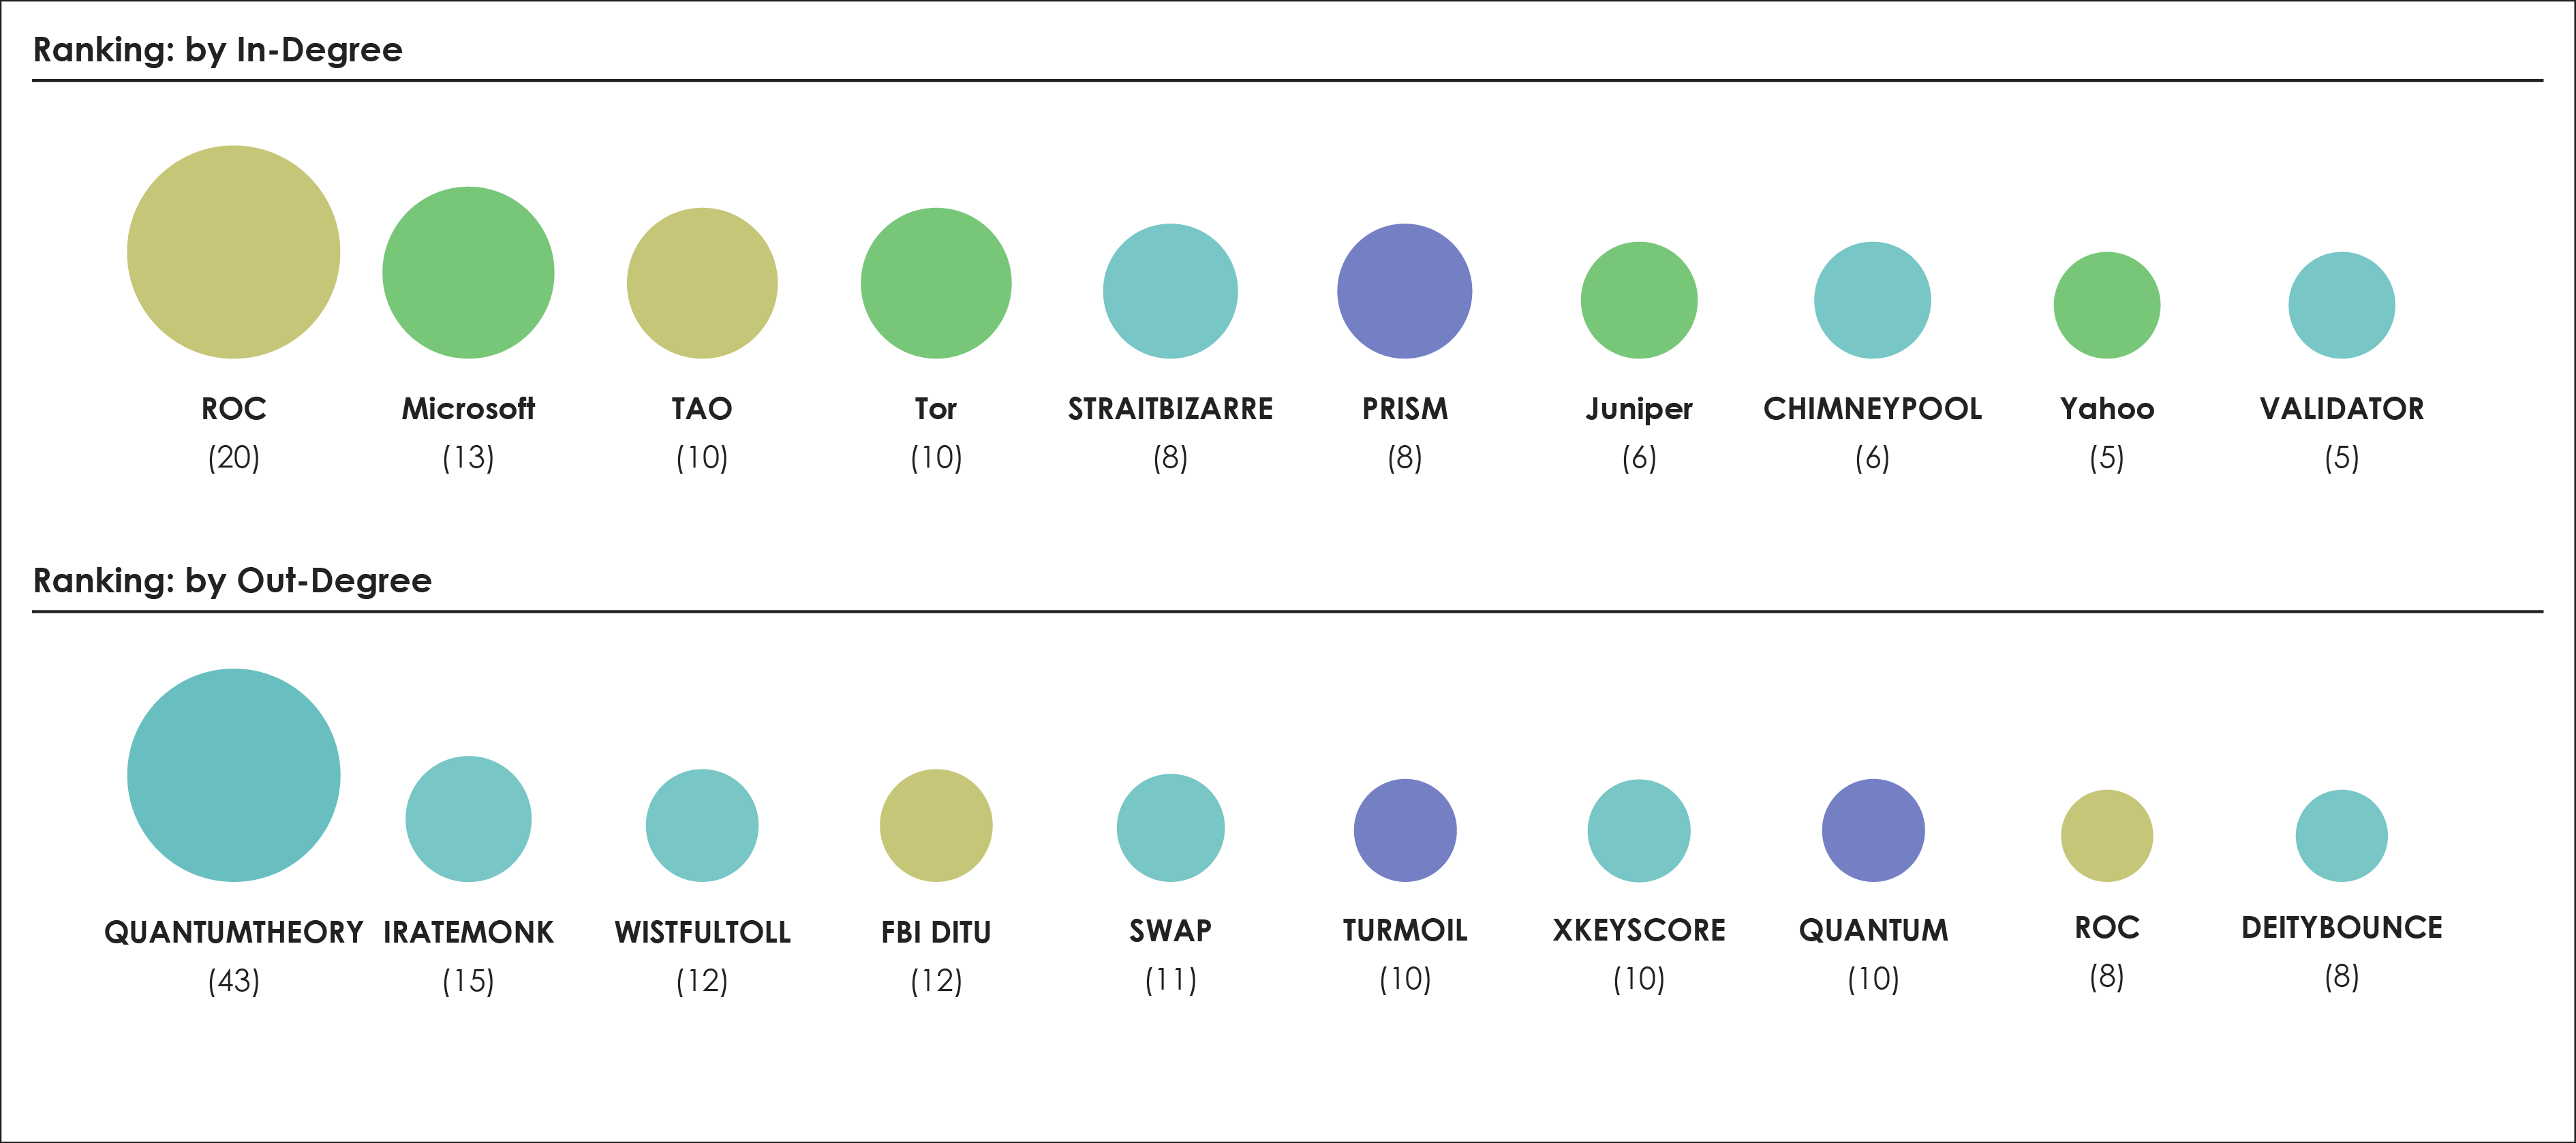 Ranking: by In-Degree
ROC Microsoft TAO Tor STRAITBIZARRE PRISM Juniper CHIMNEYPOOL Yahoo VALIDATOR
(20) (13) (10) (10) (8) (8) (6) (6) (5) (5)
Ranking: by Out-Degree
QUANTUMTHEORY IRATEMONK WISTFULTOLL FBI DITU SWAP TURMOIL XKEYSCORE QUANTUM ROC DEITYBOUNCE
(43) (15) (12) (12) (11) (10) (10) (10) (8) (8)